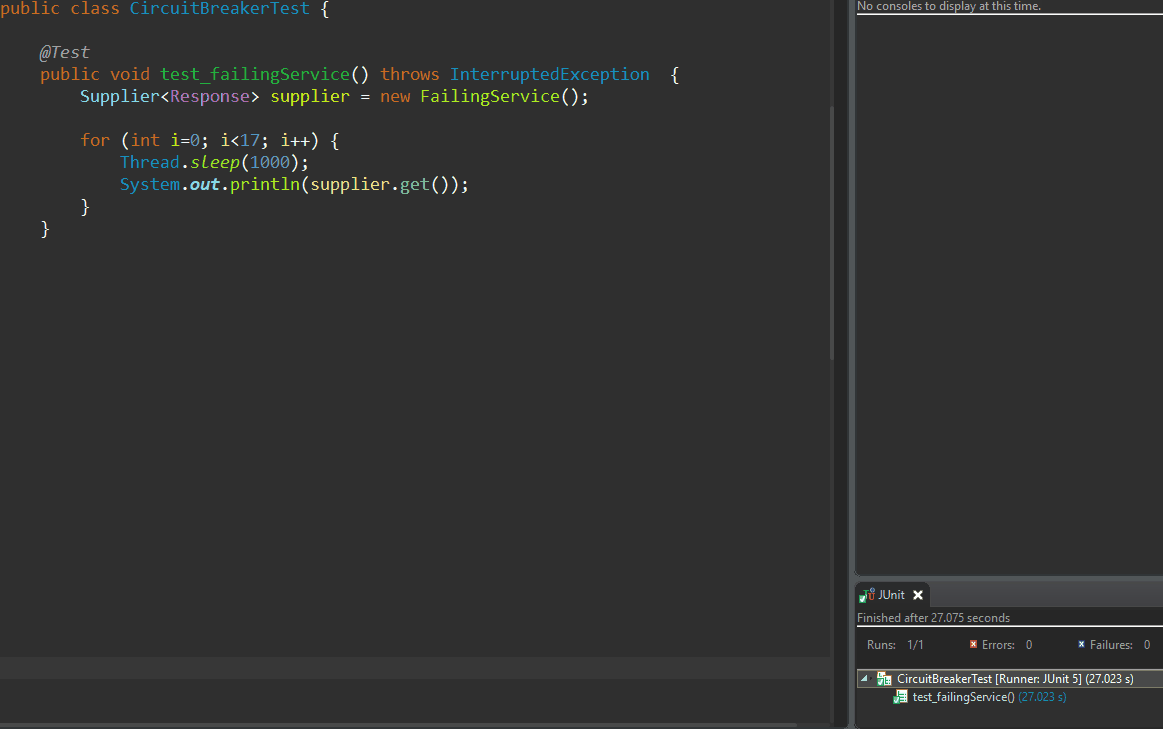 public class CircuitBreakerTest {
@Test
public void test_failingService() throws InterruptedException  {
Supplier<Response> supplier = new FailingService();
for (int i=0; i<17; i++) {
Thread.sleep(1000);
System.out.println(supplier.get());
}
}
No consoles to display at this time.
JUnit
Finished after 27.075 seconds
Runs: 1/1 Errors: 0 Failures: 0
CircuitBreakerTest [Runner: JUnit 5] (27.023 s)
test_failingService() (27.023 s)